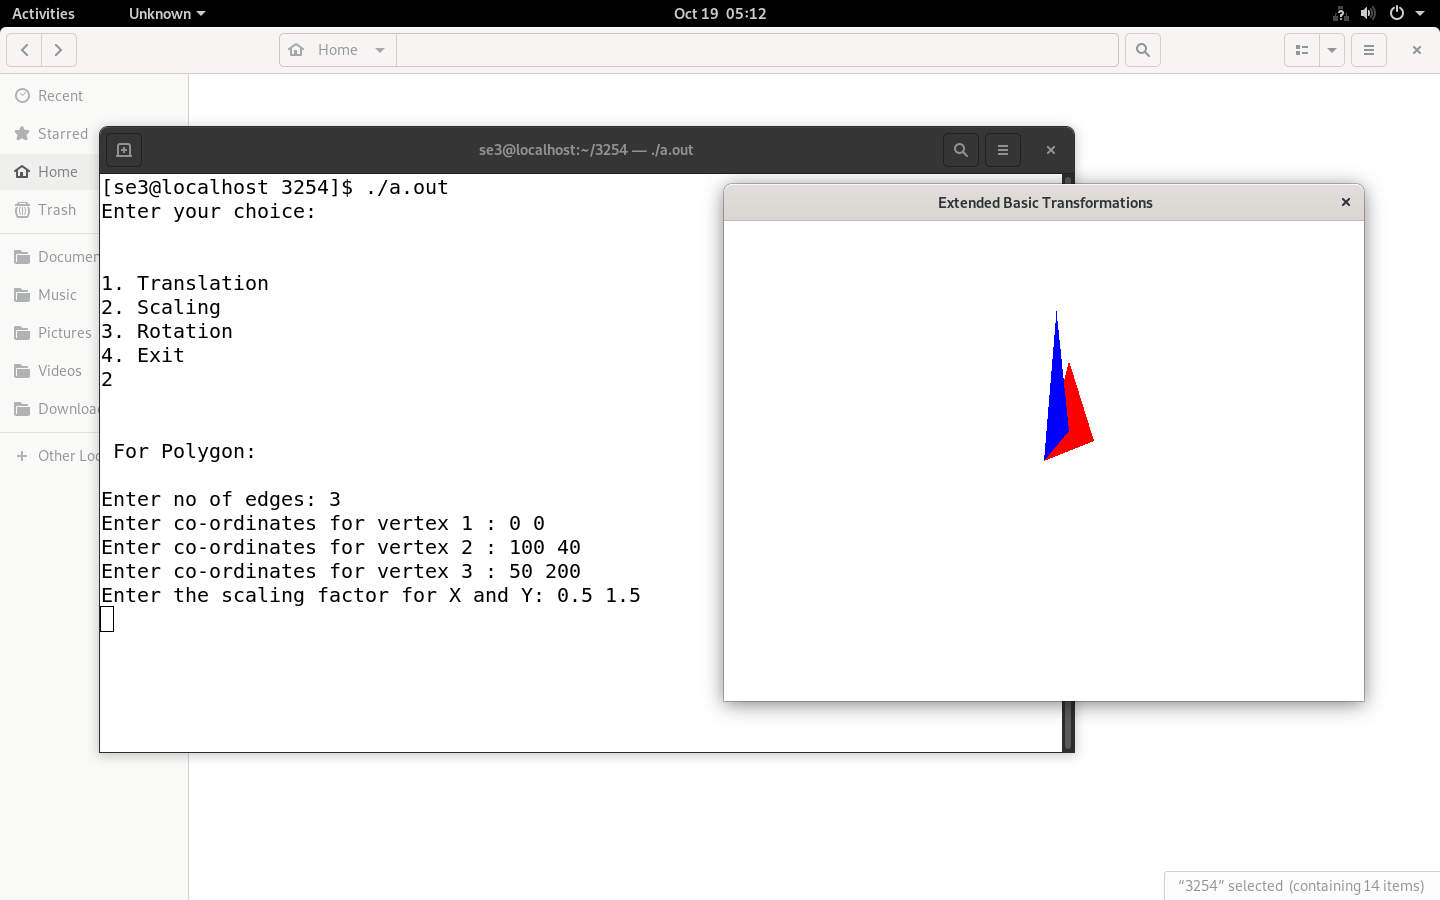 Activities
Unknown
Oct 19 05:12
Home
Recent
Starred
Home
Trash
Documen
Music
Pictures
Videos
Downloa
Other Loc
se3@localhost:~/3254 — ./a.out
[se3@localhost 3254]$ ./a.out
Enter your choice:
1. Translation
2. Scaling
3. Rotation
4. Exit
2
For Polygon:
Enter no of edges: 3
Enter co-ordinates for vertex 1 : 0 0
Enter co-ordinates for vertex 2 : 100 40
Enter co-ordinates for vertex 3 : 50 200
Enter the scaling factor for X and Y: 0.5 1.5
Extended Basic Transformations
“3254” selected (containing 14 items)